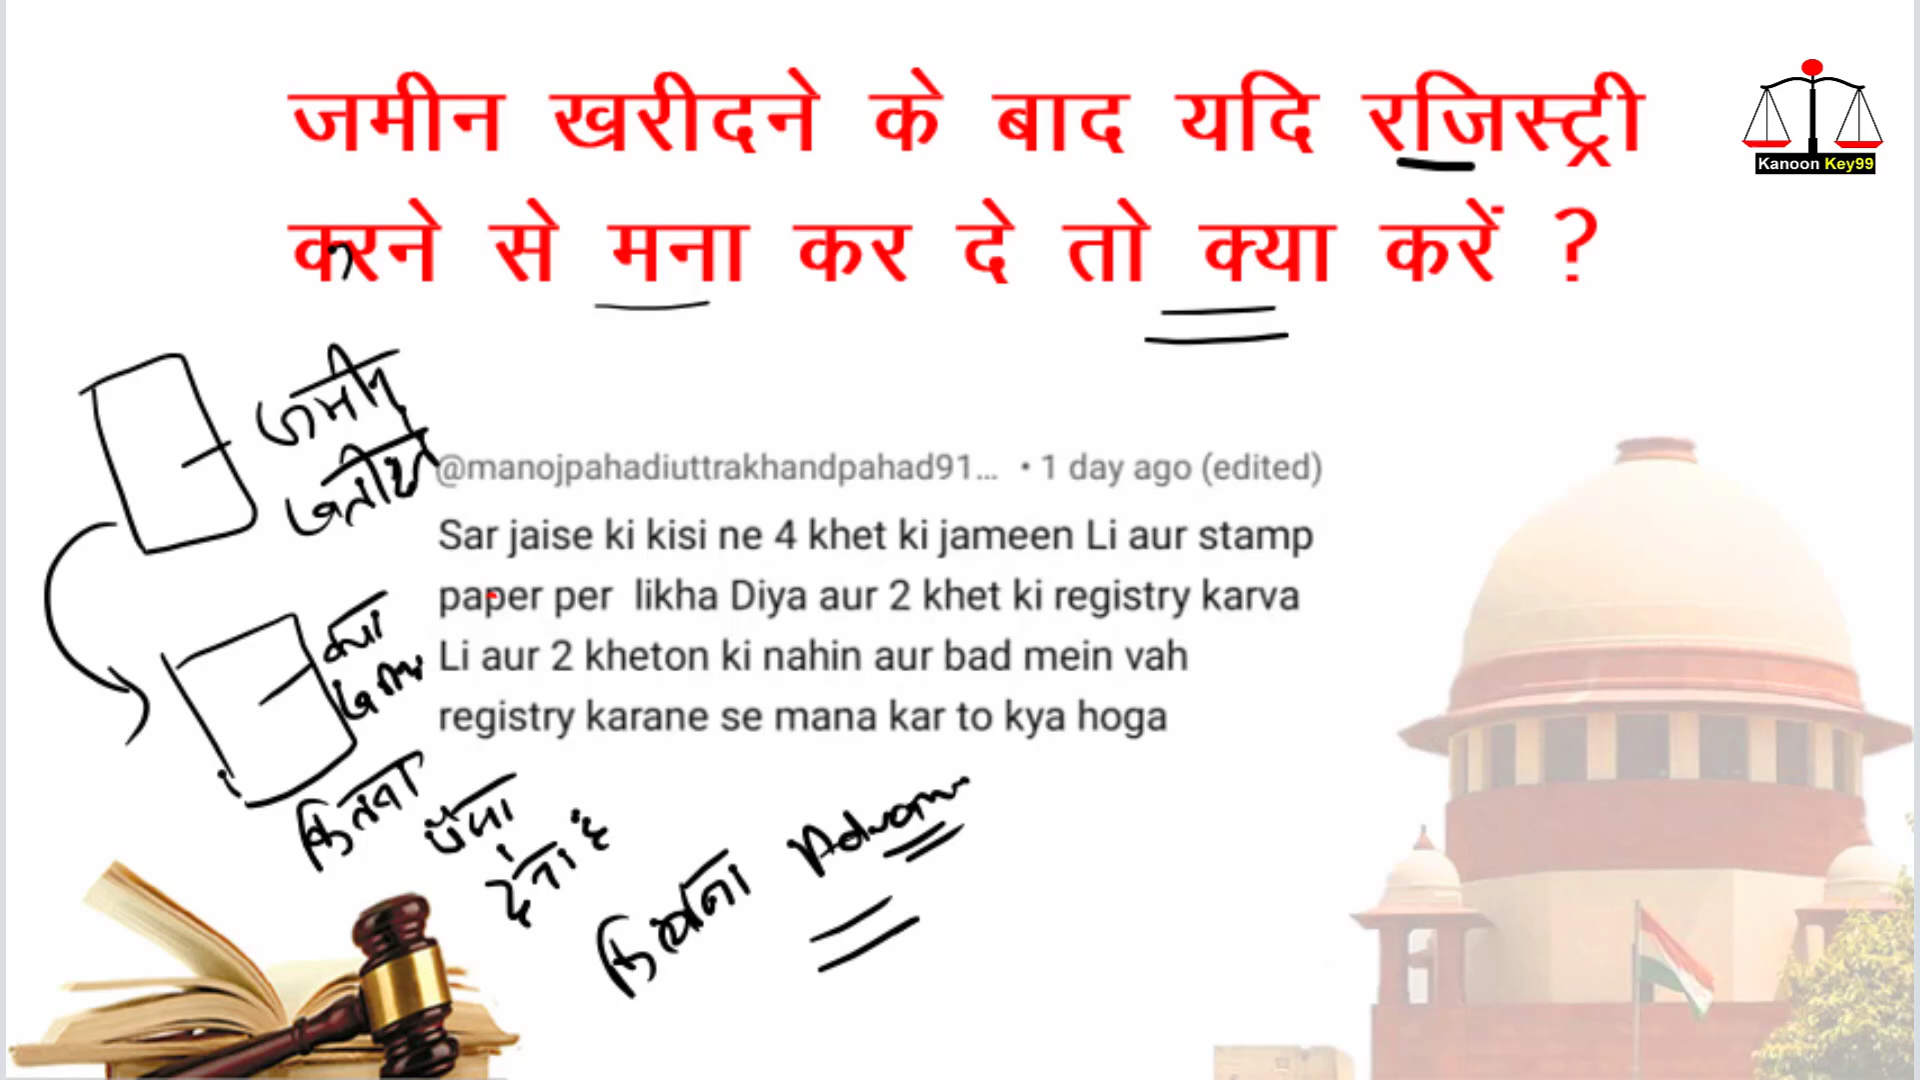 जमीन खरीदने के बाद यदि रजिस्ट्री
करने से मना कर दे तो क्या करें ?
Kanoon Key99
जमीन
@manojpahadiuttrakhandpahad91... • 1 day ago (edited)
Sar jaise ki kisi ne 4 khet ki jameen Li aur stamp
paper per likha Diya aur 2 khet ki registry karva
Li aur 2 kheton ki nahin aur bad mein vah
registry karane se mana kar to kya hoga
कितना
पैसा